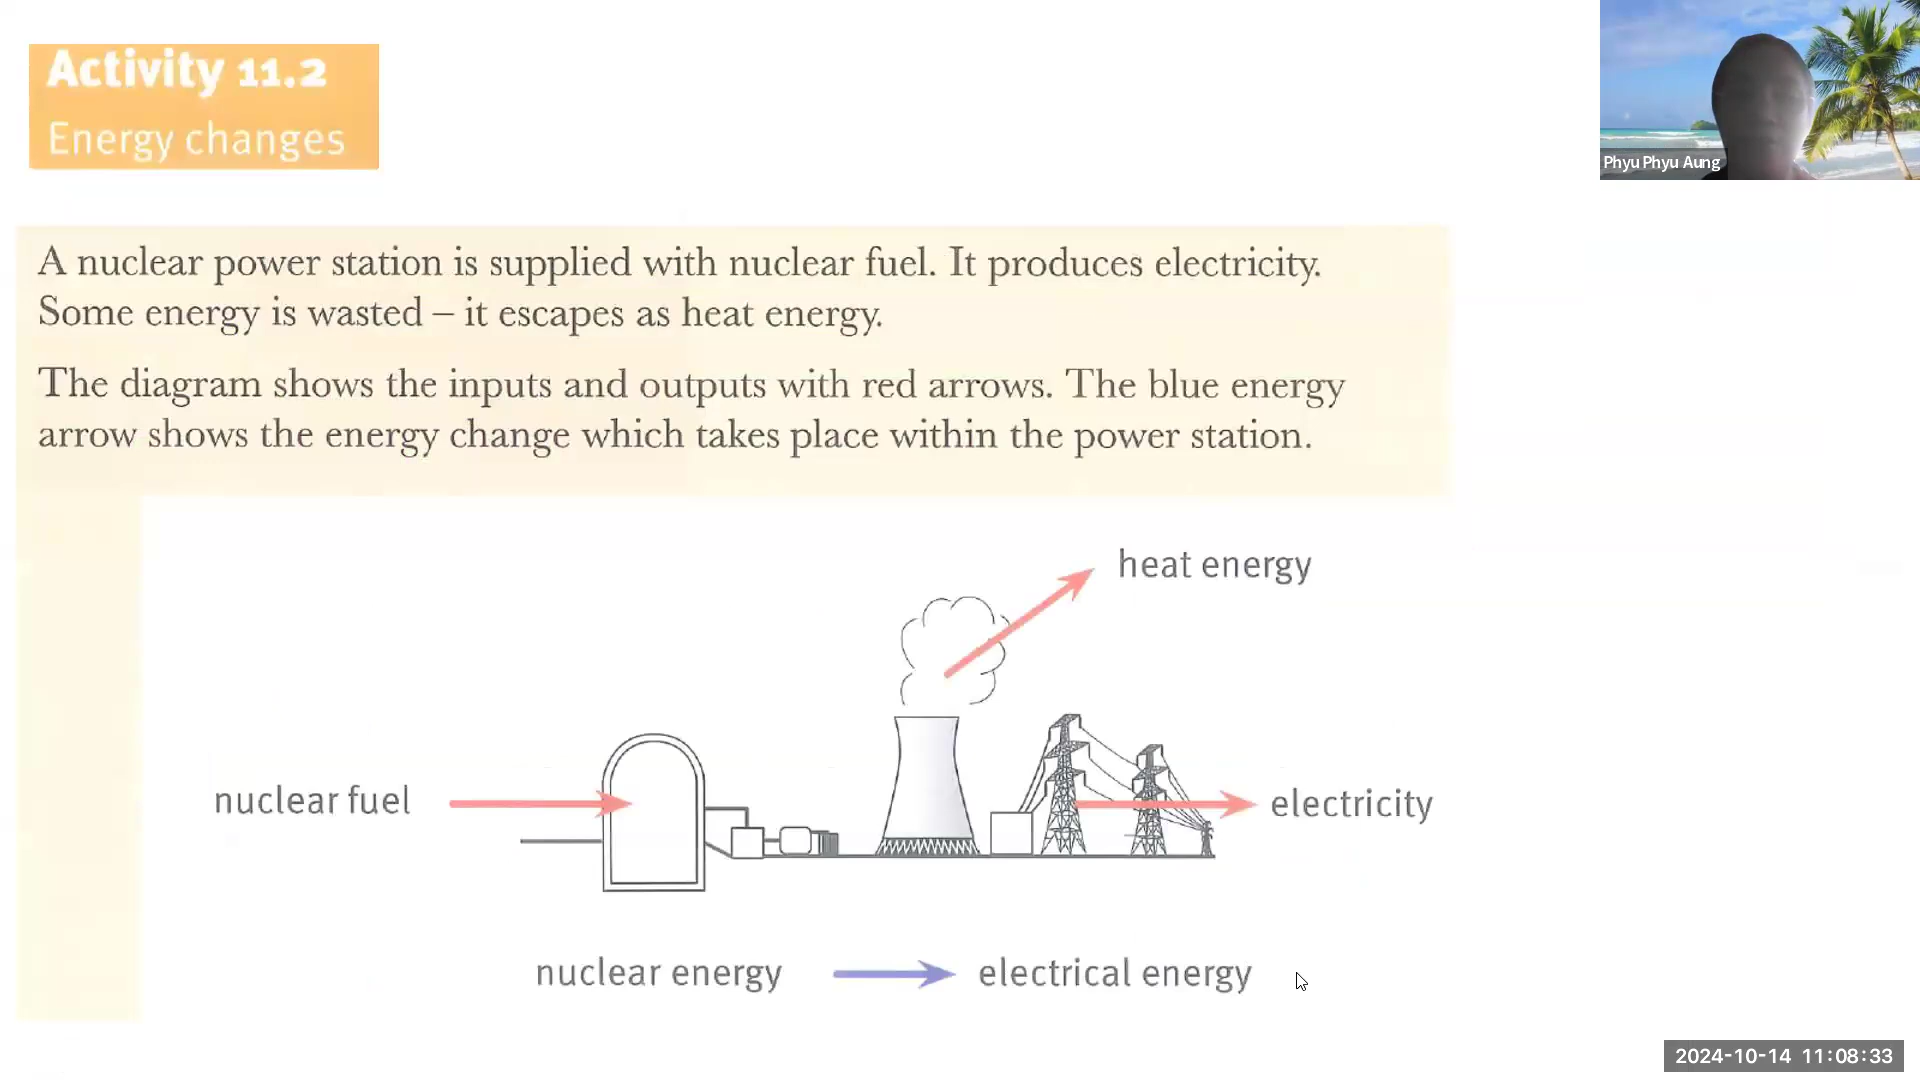 Activity 11.2
Energy changes
Phyu Phyu Aung
A nuclear power station is supplied with nuclear fuel. It produces electricity.
Some energy is wasted – it escapes as heat energy.
The diagram shows the inputs and outputs with red arrows. The blue energy
arrow shows the energy change which takes place within the power station.
heat energy
nuclear fuel
electricity
nuclear energy
electrical energy
2024-10-14 11:08:33